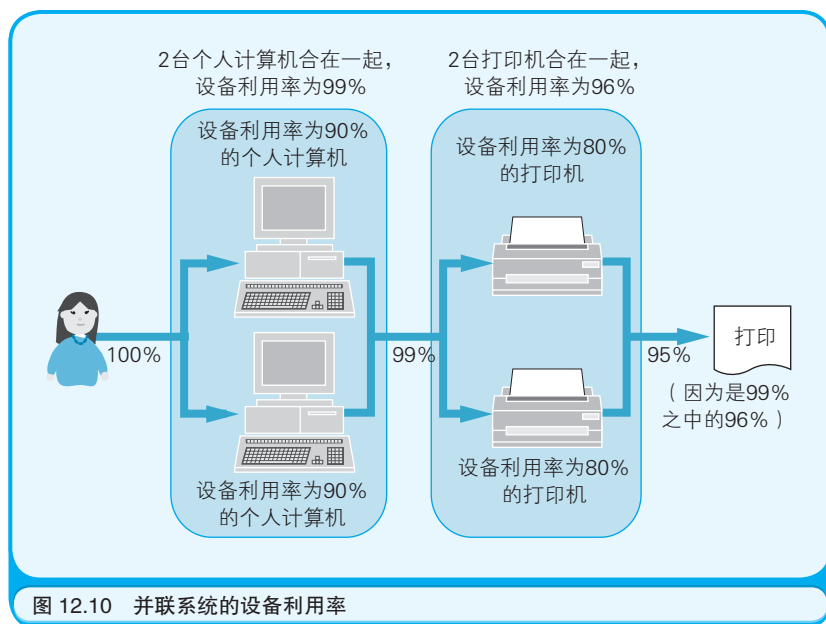 2台个人计算机合在一起，
设备利用率为99%
2台打印机合在一起，
设备利用率为96%
设备利用率为90%
的个人计算机
设备利用率为80%
的打印机
100%
99%
95%
打印
（因为是99%
之中的96%）
设备利用率为90%
的个人计算机
设备利用率为80%
的打印机
图 12.10 并联系统的设备利用率